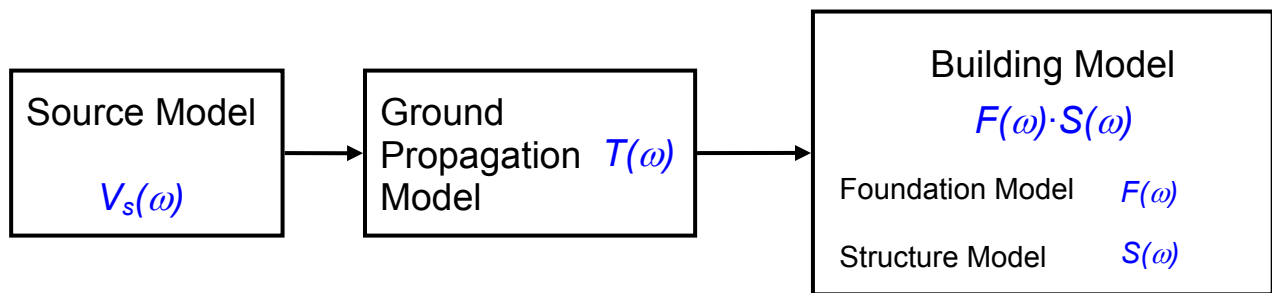 Source Model
Vs(ω)
Ground
Propagation
Model
T(ω)
Building Model
F(ω)·S(ω)
Foundation Model F(ω)
Structure Model S(ω)